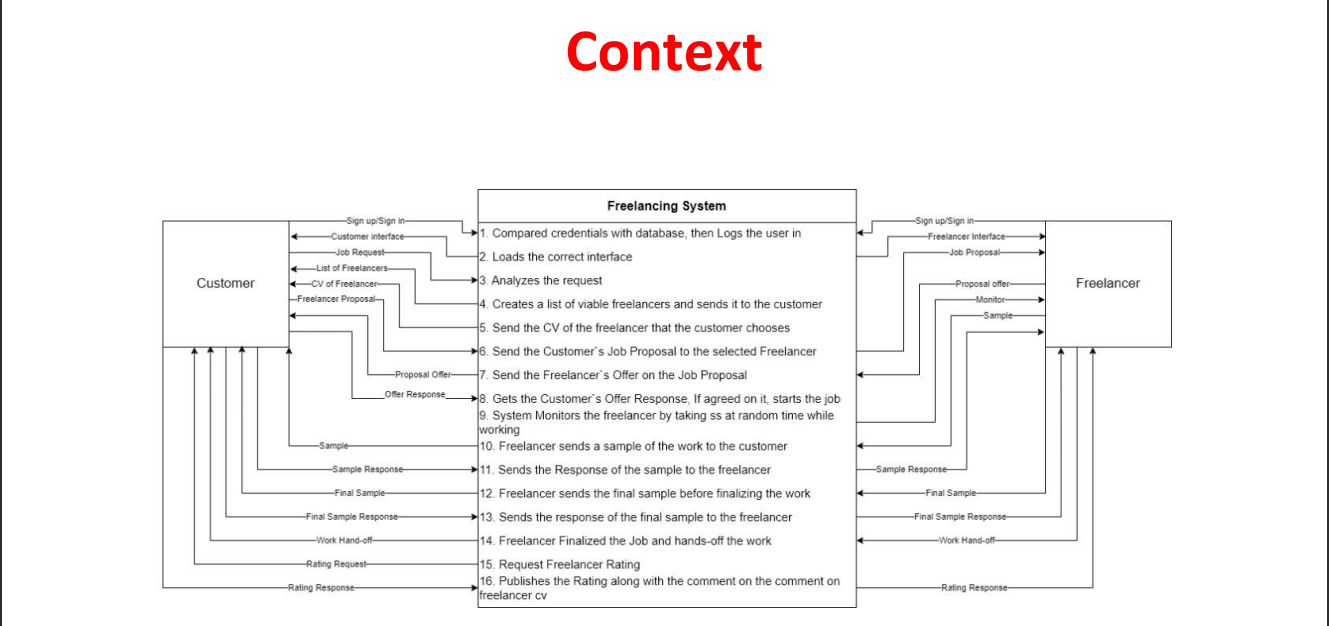 Context
Freelancing System
Customer
Freelancer
Sign up/Sign in
Customer interface
Job Request
List of Freelancers
CV of Freelancer
Freelancer Proposal
Proposal Offer
Offer Response
Sample
Sample Response
Final Sample
Final Sample Response
Work Hand-off
Rating Request
Rating Response
1. Compared credentials with database, then Logs the user in
2. Loads the correct interface
3. Analyzes the request
4. Creates a list of viable freelancers and sends it to the customer
5. Send the CV of the freelancer that the customer chooses
6. Send the Customer`s Job Proposal to the selected Freelancer
7. Send the Freelancer`s Offer on the Job Proposal
8. Gets the Customer`s Offer Response, If agreed on it, starts the job
9. System Monitors the freelancer by taking ss at random time while
working
10. Freelancer sends a sample of the work to the customer
11. Sends the Response of the sample to the freelancer
12. Freelancer sends the final sample before finalizing the work
13. Sends the response of the final sample to the freelancer
14. Freelancer Finalized the Job and hands-off the work
15. Request Freelancer Rating
16. Publishes the Rating along with the comment on the comment on
freelancer cv
Sign up/Sign in
Freelancer Interface
Job Proposal
Proposal offer
Monitor
Sample
Sample Response
Final Sample
Final Sample Response
Work Hand-off
Rating Response